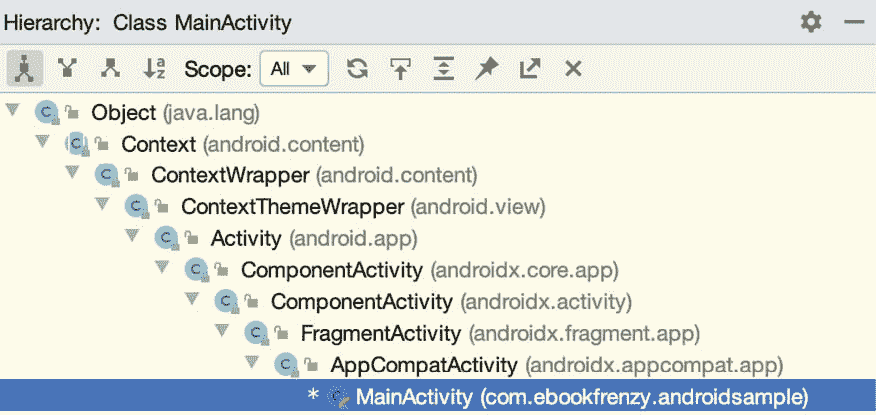 Hierarchy: Class MainActivity
Scope: All
Object (java.lang)
Context (android.content)
ContextWrapper (android.content)
ContextThemeWrapper (android.view)
Activity (android.app)
ComponentActivity (androidx.core.app)
ComponentActivity (androidx.activity)
FragmentActivity (androidx.fragment.app)
AppCompatActivity (androidx.appcompat.app)
* MainActivity (com.ebookfrenzy.androidsample)